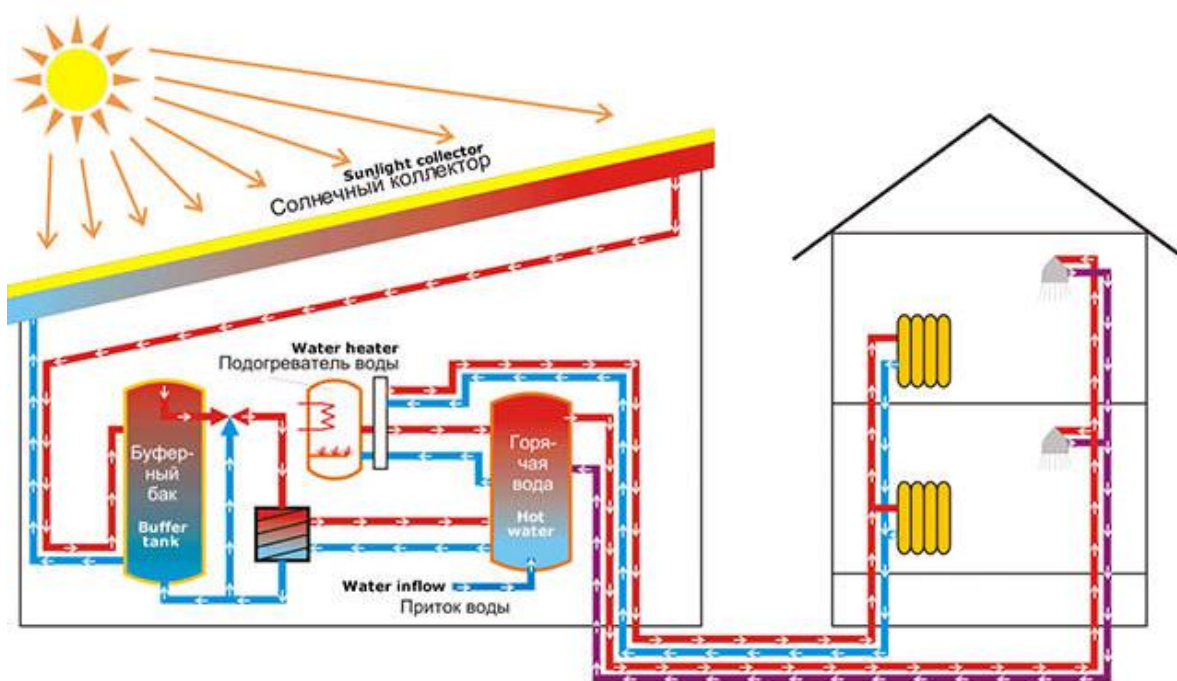 Sunlight collector
Солнечный коллектор
Water heater
Подогреватель воды
Буфер-
ный
бак
Buffer
tank
Горя-
чая
вода
Hot
water
Water inflow
Приток воды